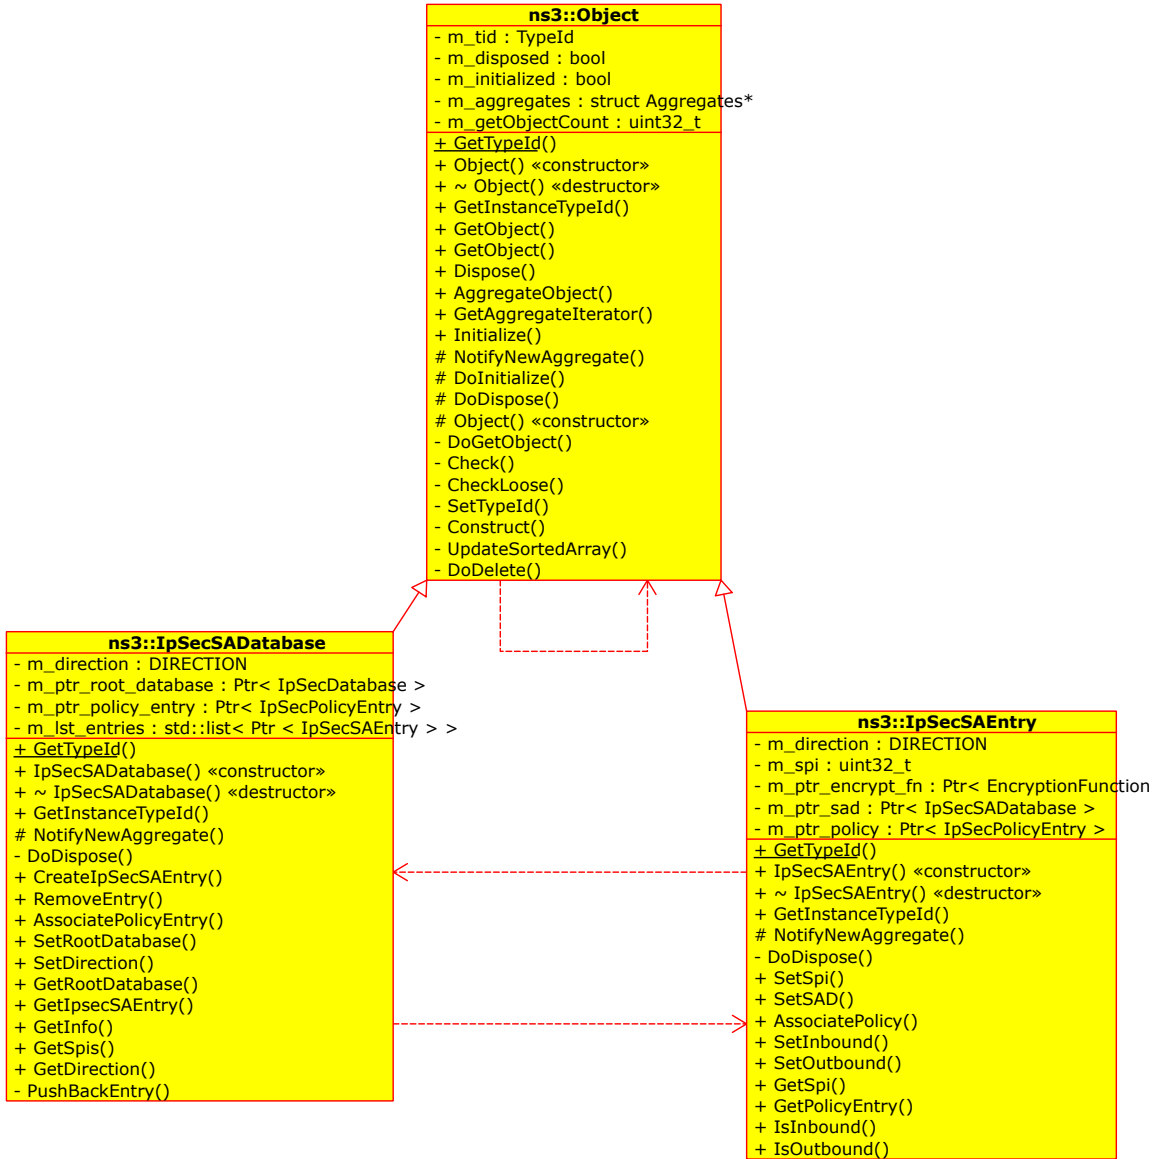 ns3::Object
- m_tid : TypeId
- m_disposed : bool
- m_initialized : bool
- m_aggregates : struct Aggregates*
- m_getObjectCount : uint32_t
+ GetTypeId()
+ Object() «constructor»
+ ~ Object() «destructor»
+ GetInstanceTypeId()
+ GetObject()
+ GetObject()
+ Dispose()
+ AggregateObject()
+ GetAggregateIterator()
+ Initialize()
# NotifyNewAggregate()
# DoInitialize()
# DoDispose()
# Object() «constructor»
- DoGetObject()
- Check()
- CheckLoose()
- SetTypeId()
- Construct()
- UpdateSortedArray()
- DoDelete()
ns3::IpSecSADatabase
- m_direction : DIRECTION
- m_ptr_root_database : Ptr< IpSecDatabase >
- m_ptr_policy_entry : Ptr< IpSecPolicyEntry >
- m_lst_entries : std::list< Ptr < IpSecSAEntry > >
+ GetTypeId()
+ IpSecSADatabase() «constructor»
+ ~ IpSecSADatabase() «destructor»
+ GetInstanceTypeId()
# NotifyNewAggregate()
- DoDispose()
+ CreateIpSecSAEntry()
+ RemoveEntry()
+ AssociatePolicyEntry()
+ SetRootDatabase()
+ SetDirection()
+ GetRootDatabase()
+ GetIpsecSAEntry()
+ GetInfo()
+ GetSpis()
+ GetDirection()
- PushBackEntry()
ns3::IpSecSAEntry
- m_direction : DIRECTION
- m_spi : uint32_t
- m_ptr_encrypt_fn : Ptr< EncryptionFunction
- m_ptr_sad : Ptr< IpSecSADatabase >
- m_ptr_policy : Ptr< IpSecPolicyEntry >
+ GetTypeId()
+ IpSecSAEntry() «constructor»
+ ~ IpSecSAEntry() «destructor»
+ GetInstanceTypeId()
# NotifyNewAggregate()
- DoDispose()
+ SetSpi()
+ SetSAD()
+ AssociatePolicy()
+ SetInbound()
+ SetOutbound()
+ GetSpi()
+ GetPolicyEntry()
+ IsInbound()
+ IsOutbound()